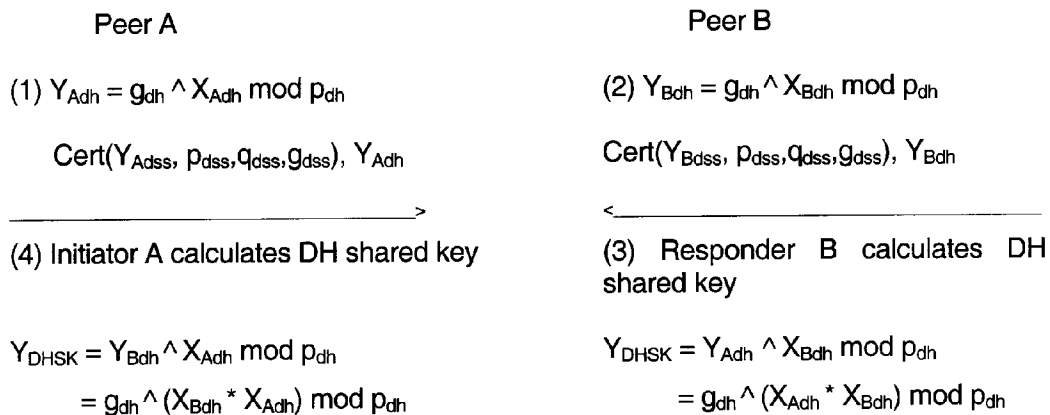 Peer A
Peer B
(1) Y_Adh = g_dh ^ X_Adh mod p_dh
(2) Y_Bdh = g_dh ^ X_Bdh mod p_dh
Cert(Y_Adss, p_dss,q_dss,g_dss), Y_Adh
Cert(Y_Bdss, p_dss,q_dss,g_dss), Y_Bdh
(4) Initiator A calculates DH shared key
(3) Responder B calculates DH
shared key
Y_DHSK = Y_Bdh ^ X_Adh mod p_dh
= g_dh ^ (X_Bdh * X_Adh) mod p_dh
Y_DHSK = Y_Adh ^ X_Bdh mod p_dh
= g_dh ^ (X_Adh * X_Bdh) mod p_dh